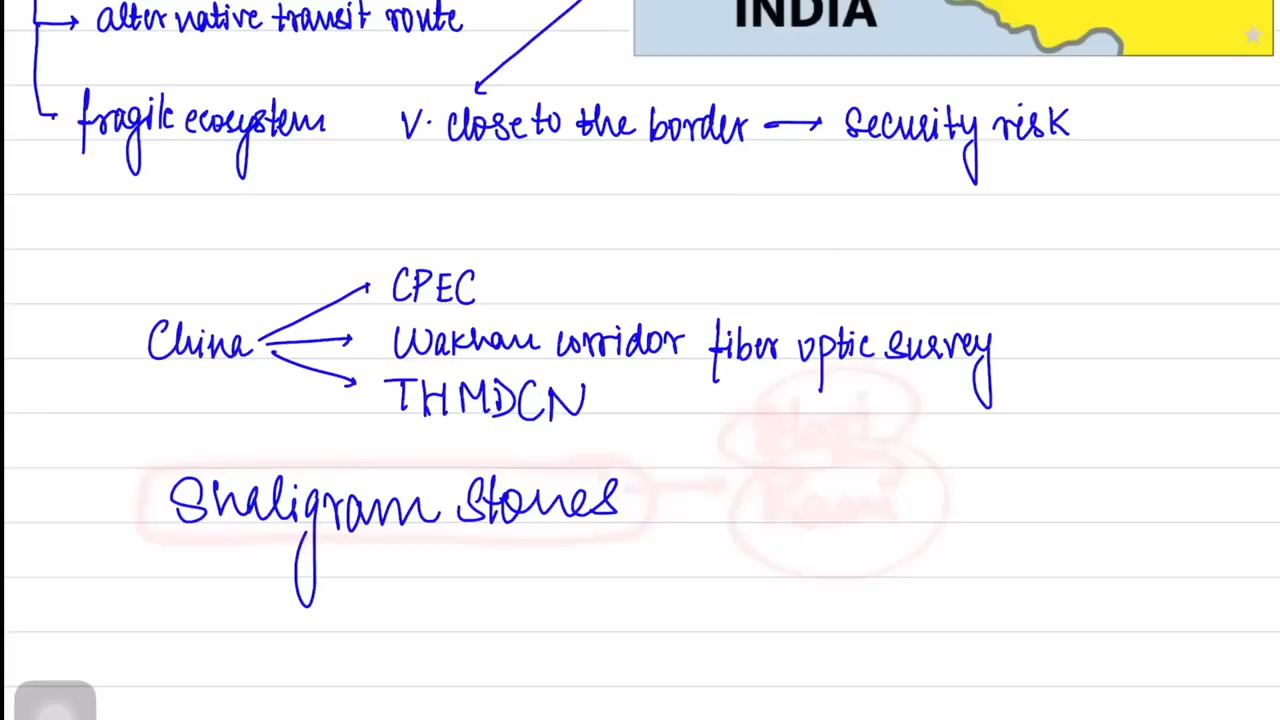 alternative transit route
INDIA
fragile ecosystem V. close to the border → security risk
CPEC
China Wakhan corridor fiber optic survey
THMDCN
Shaligram stones